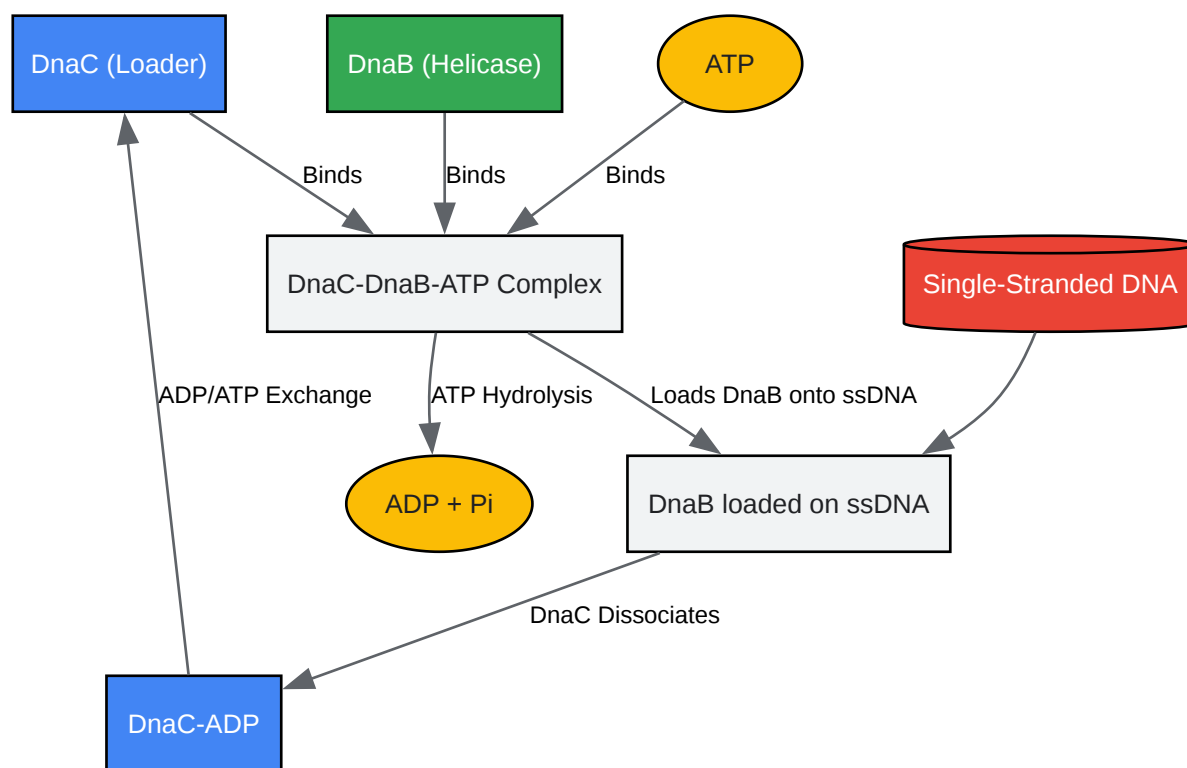 DnaC (Loader)
DnaB (Helicase)
ATP
Binds
Binds
Binds
DnaC-DnaB-ATP Complex
Single-Stranded DNA
ADP/ATP Exchange
ATP Hydrolysis
Loads DnaB onto ssDNA
ADP + Pi
DnaB loaded on ssDNA
DnaC Dissociates
DnaC-ADP